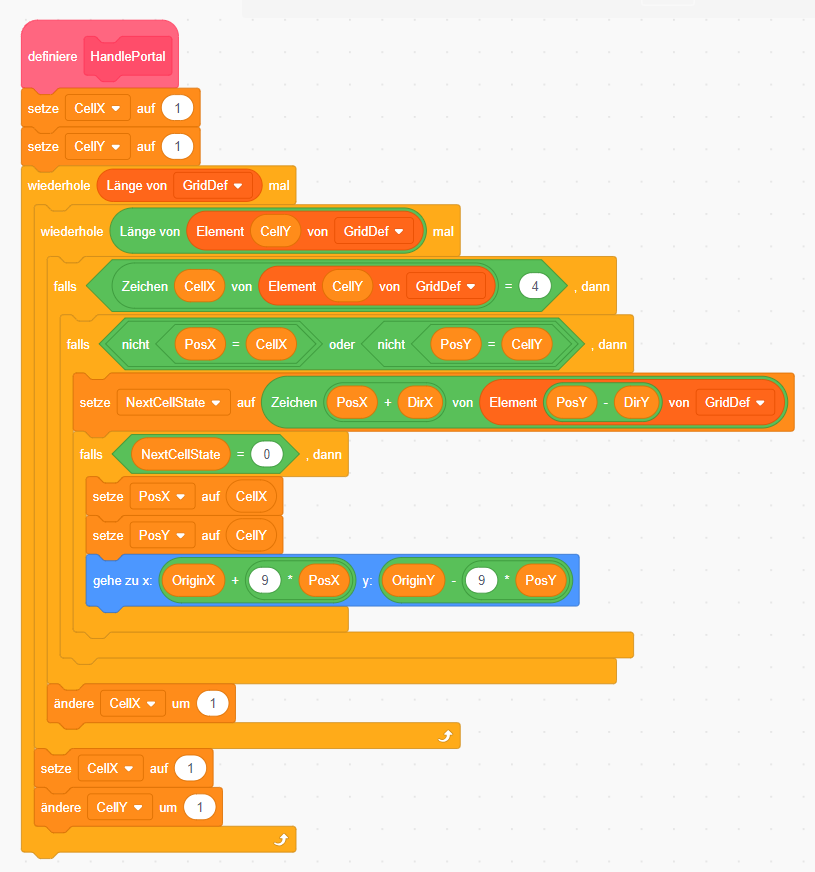 definiere HandlePortal
setze CellX auf 1
setze CellY auf 1
wiederhole Länge von GridDef mal
wiederhole Länge von Element CellY von GridDef mal
falls Zeichen CellX von Element CellY von GridDef = 4 , dann
falls nicht PosX = CellX oder nicht PosY = CellY , dann
setze NextCellState auf Zeichen PosX + DirX von Element PosY - DirY von GridDef
falls NextCellState = 0 , dann
setze PosX auf CellX
setze PosY auf CellY
gehe zu x: OriginX + 9 * PosX y: OriginY - 9 * PosY
ändere CellX um 1
setze CellX auf 1
ändere CellY um 1